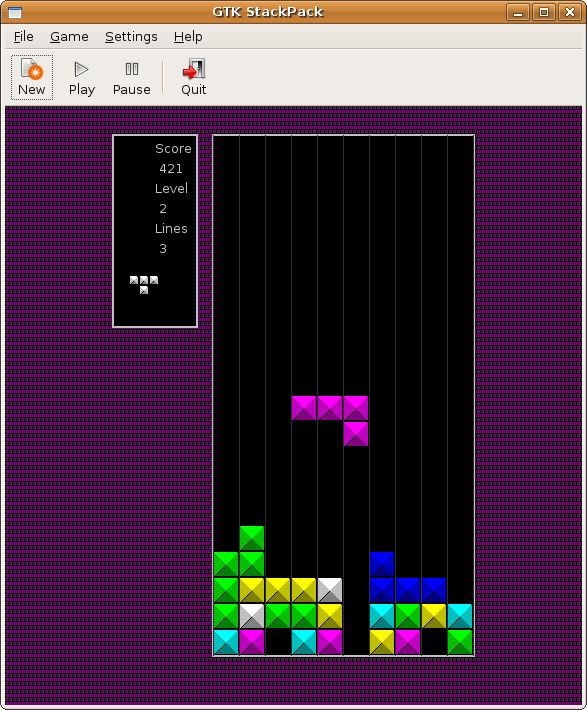 GTK StackPack
File Game Settings Help
New Play Pause Quit
Score
421
Level
2
Lines
3